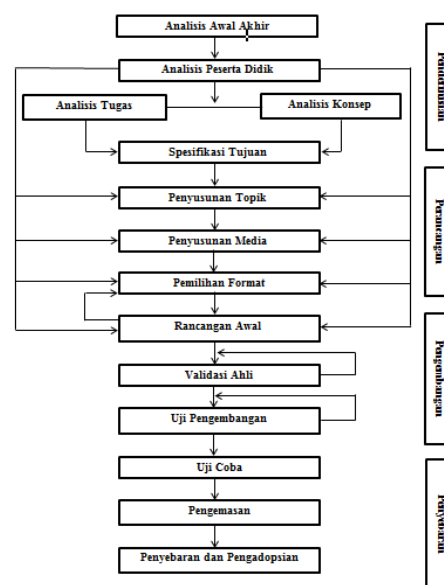 Analisis Awal Akhir
Analisis Peserta Didik
Analisis Tugas
Analisis Konsep
Spesifikasi Tujuan
Penyusunan Topik
Penyusunan Media
Pemilihan Format
Rancangan Awal
Validasi Ahli
Uji Pengembangan
Uji Coba
Pengemasan
Penyebaran dan Pengadopsian
Perancangan
Pengembangan
Penyebaran